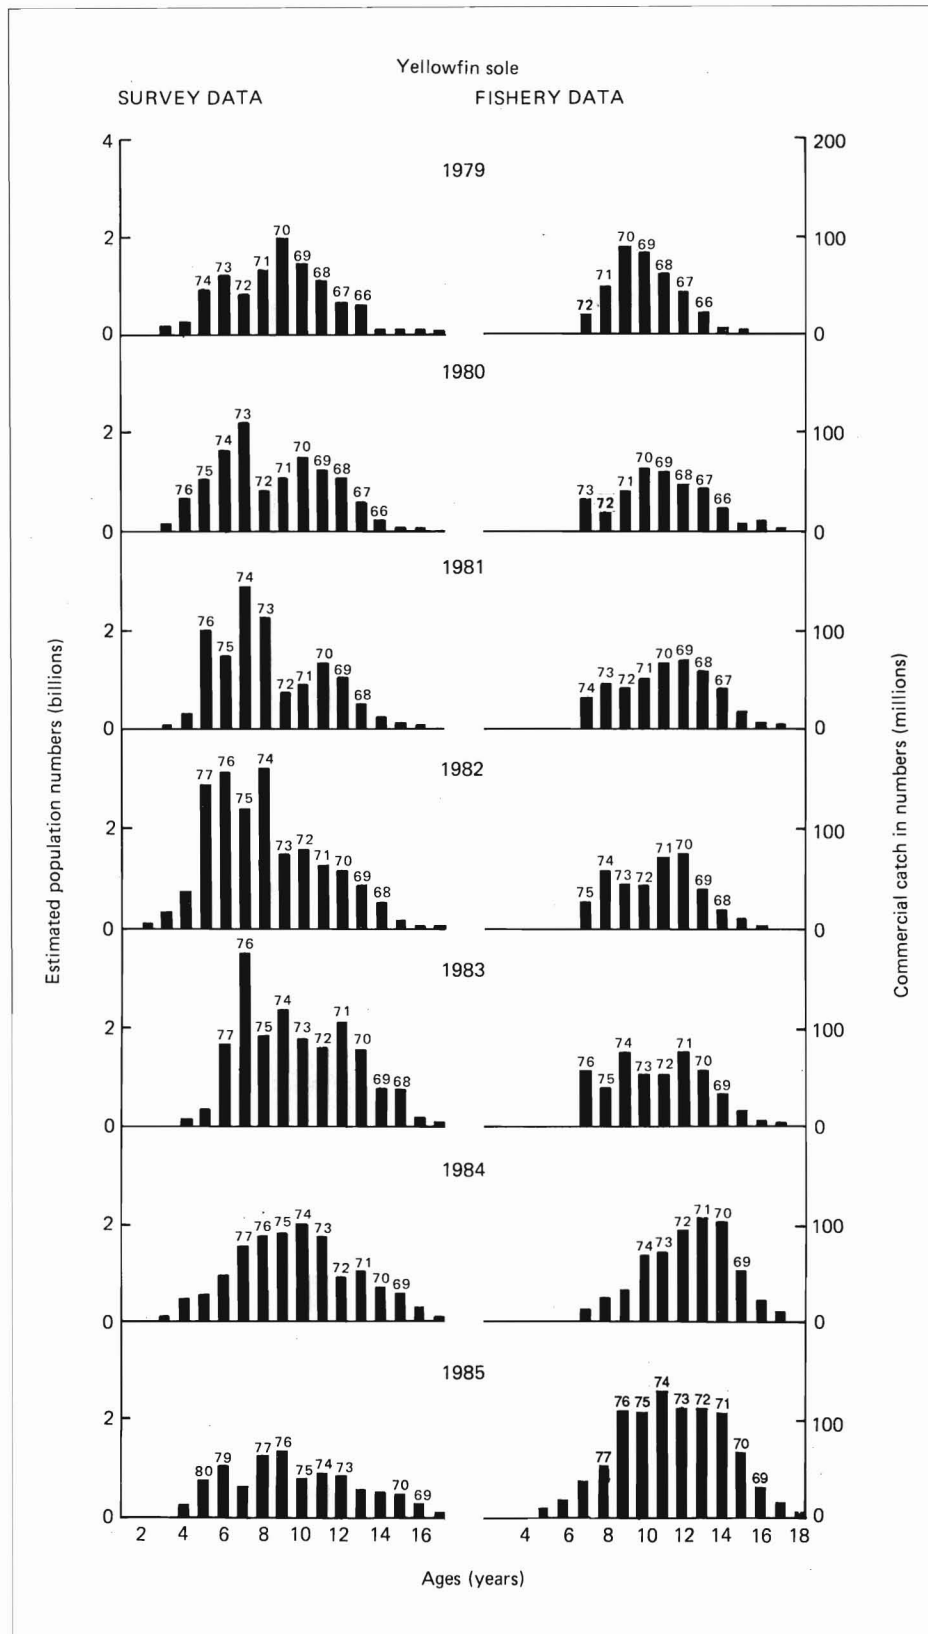 Yellowfin sole
SURVEY DATA FISHERY DATA
4 200
1979
2 100
74 73 72 71 70 69 68 67 66
72 71 70 69 68 67 66
0 0
1980
2 100
76 75 74 73 72 71 70 69 68 67 66
73 72 71 70 69 68 67 66
0 0
1981
2 100
76 75 74 73 72 71 70 69 68
74 73 72 71 70 69 68 67
0 0
1982
2 100
77 76 75 74 73 72 71 70 69 68
75 74 73 72 71 70 69 68
0 0
1983
2 100
77 76 75 74 73 72 71 70 69 68
76 75 74 73 72 71 70 69
0 0
1984
2 100
77 76 75 74 73 72 71 70 69
74 73 72 71 70 69
0 0
1985
2 100
80 79 77 76 75 74 73 70 69
77 76 75 74 73 72 71 70 69
0 0
2 4 6 8 10 12 14 16 4 6 8 10 12 14 16 18
Ages (years)
Estimated population numbers (billions)
Commercial catch in numbers (millions)